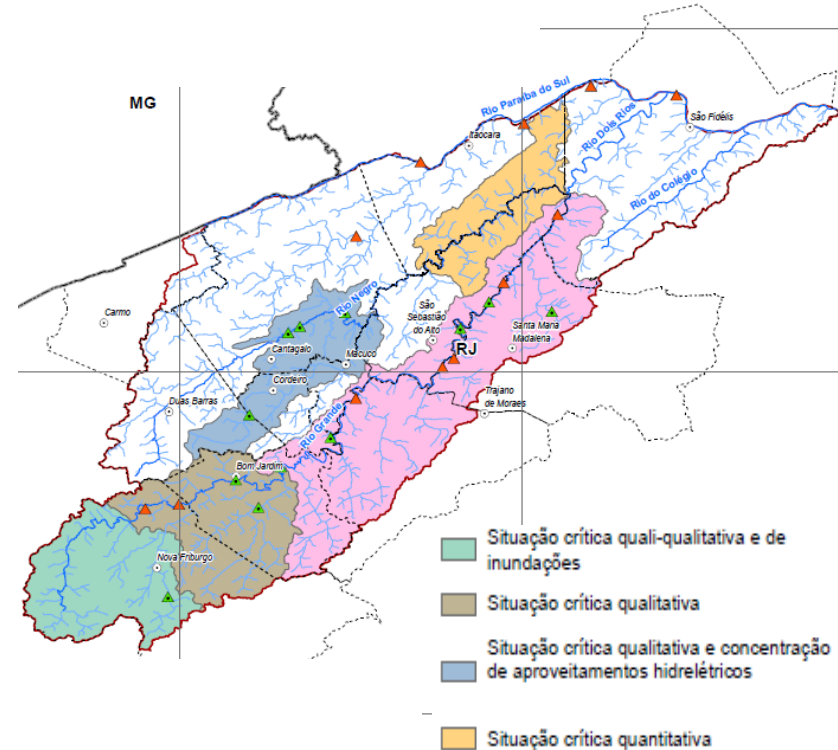 MG
Rio Paraíba do Sul
Itaocara
Rio Dois Rios
São Fidélis
Rio do Colégio
Carmo
Rio Negro
São
Sebastião
do Alto
Santa Maria
Madalena
RJ
Cantagalo
Macuco
Cordeiro
Duas Barras
Trajano
de Moraes
Rio Grande
Bom Jardim
Nova Friburgo
Situação crítica quali-qualitativa e de
inundações
Situação crítica qualitativa
Situação crítica qualitativa e concentração
de aproveitamentos hidrelétricos
Situação crítica quantitativa